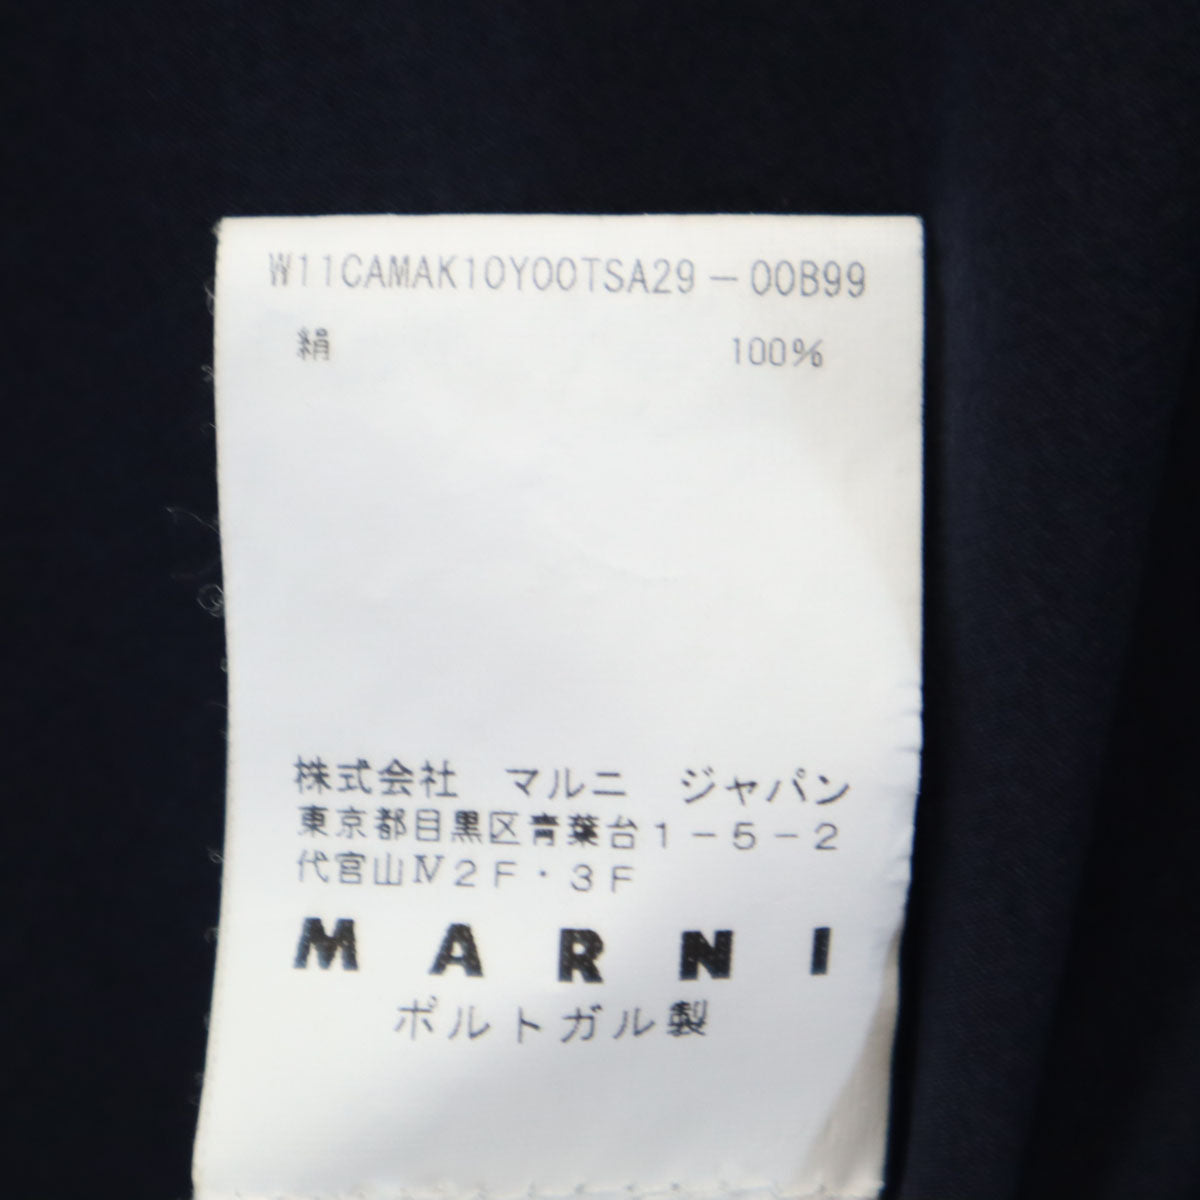 W11CAMAK10Y00TSA29-00B99
絹 100%
株式会社 マルニ ジャパン
東京都目黒区青葉台1-5-2
代官山Ⅳ2F・3F
MARNI
ポルトガル製